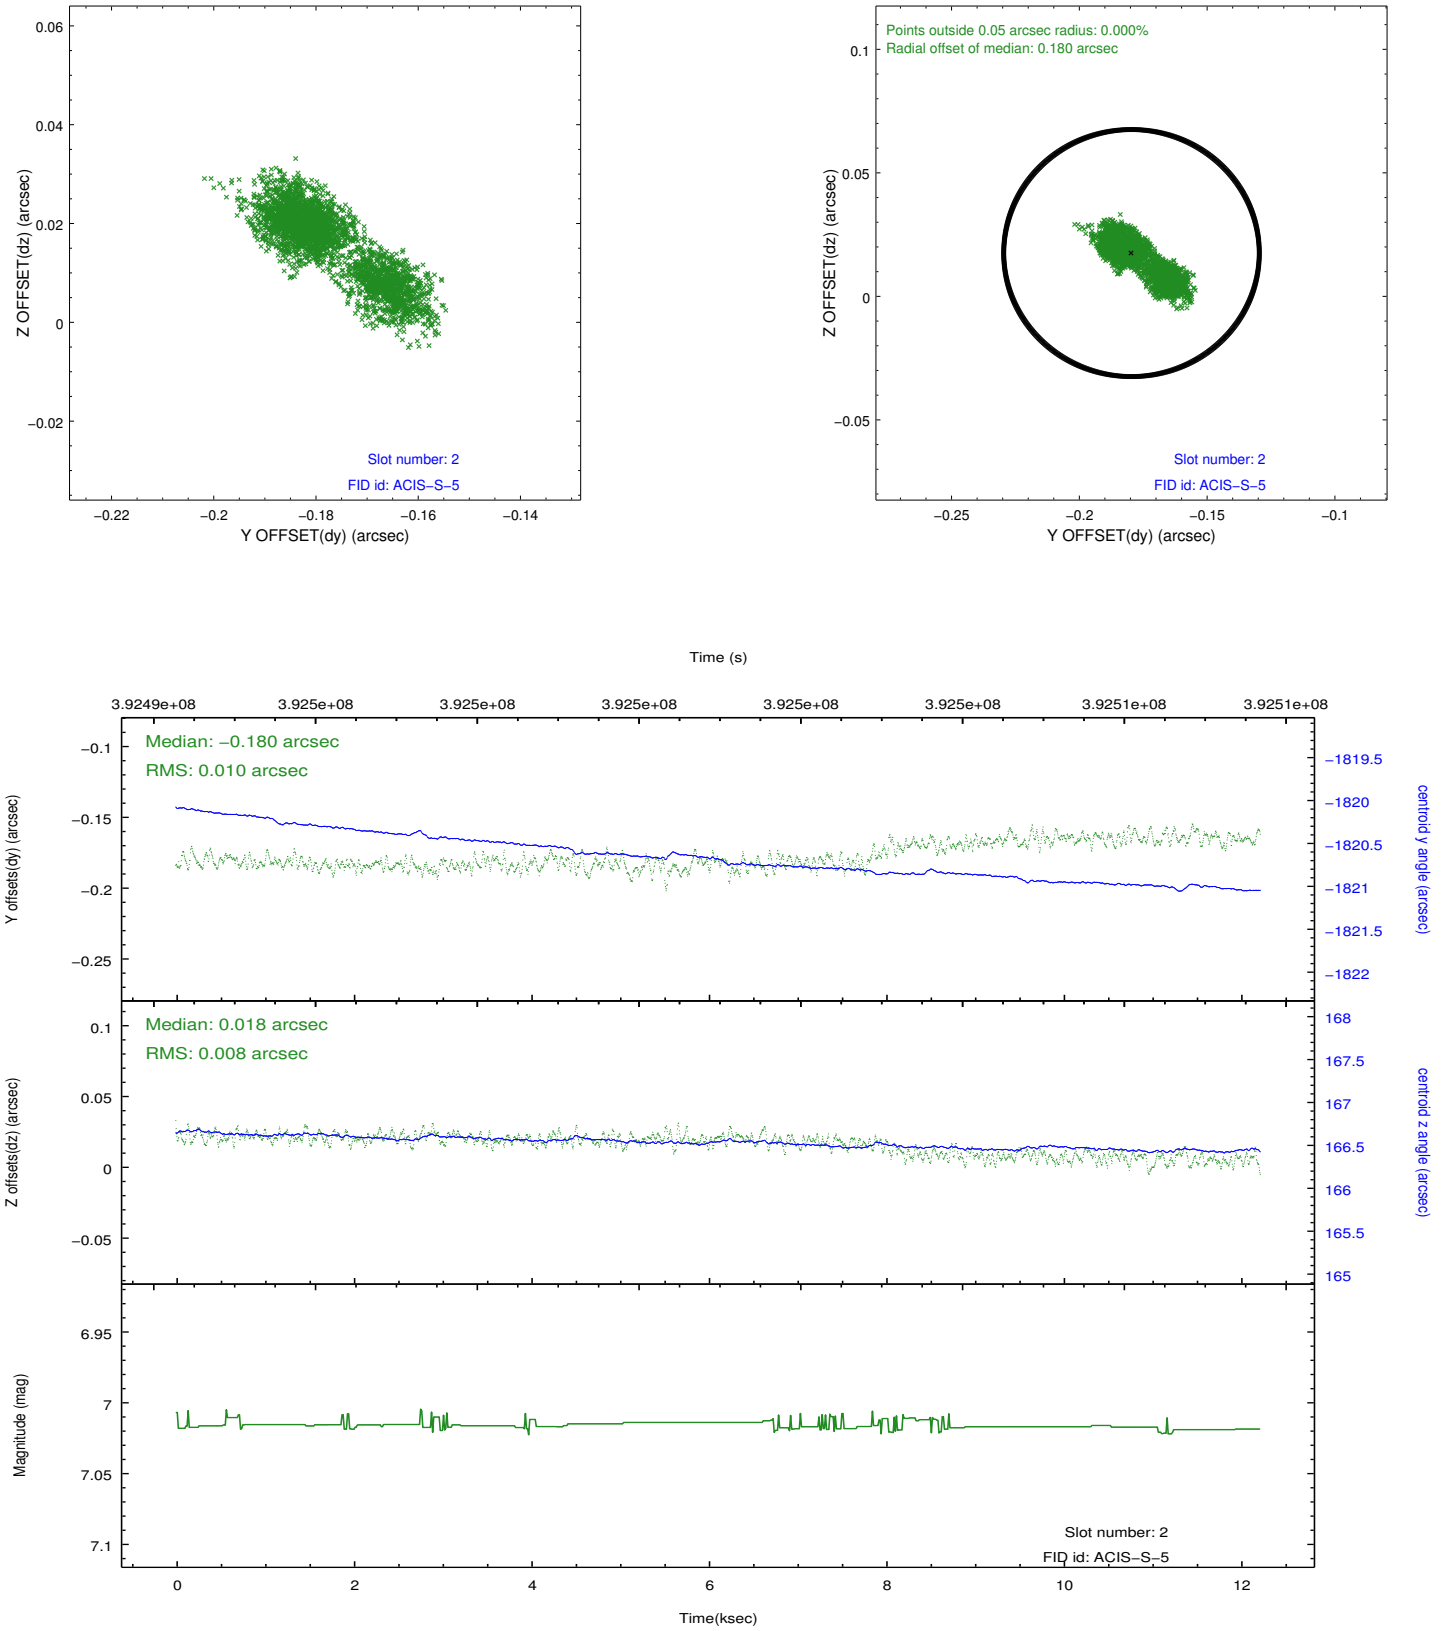 0.06
0.04
0.02
0
−0.02
Z OFFSET(dz) (arcsec)
Slot number: 2
FID id: ACIS−S−5
−0.22
−0.2
−0.18
−0.16
−0.14
Y OFFSET(dy) (arcsec)
Points outside 0.05 arcsec radius: 0.000%
Radial offset of median: 0.180 arcsec
0.1
0.05
0
−0.05
Z OFFSET(dz) (arcsec)
Slot number: 2
FID id: ACIS−S−5
−0.25
−0.2
−0.15
−0.1
Y OFFSET(dy) (arcsec)
Time (s)
3.9249e+08
3.925e+08
3.925e+08
3.925e+08
3.925e+08
3.925e+08
3.9251e+08
3.9251e+08
Median: −0.180 arcsec
RMS: 0.010 arcsec
−0.1
−0.15
−0.2
−0.25
Y offsets(dy) (arcsec)
−1819.5
−1820
−1820.5
−1821
−1821.5
−1822
centroid y angle (arcsec)
Median: 0.018 arcsec
RMS: 0.008 arcsec
0.1
0.05
0
−0.05
Z offsets(dz) (arcsec)
168
167.5
167
166.5
166
165.5
165
centroid z angle (arcsec)
6.95
7
7.05
7.1
Magnitude (mag)
Slot number: 2
FID id: ACIS−S−5
0
2
4
6
8
10
12
Time(ksec)